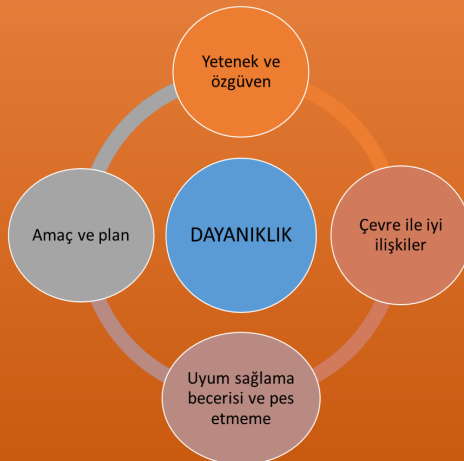 Yetenek ve
özgüven
Amaç ve plan
DAYANIKLIK
Çevre ile iyi
ilişkiler
Uyum sağlama
becerisi ve pes
etmeme